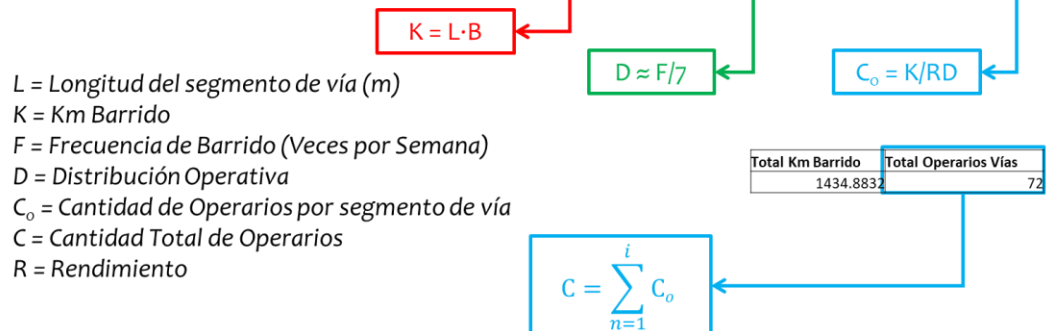 K = L·B
D ≈ F/7
C₀ = K/RD
L = Longitud del segmento de vía (m)
K = Km Barrido
F = Frecuencia de Barrido (Veces por Semana)
D = Distribución Operativa
C₀ = Cantidad de Operarios por segmento de vía
C = Cantidad Total de Operarios
R = Rendimiento
Total Km Barrido Total Operarios Vías
1434.8832 72
C = ∑ᵢₙ₌₁ C₀